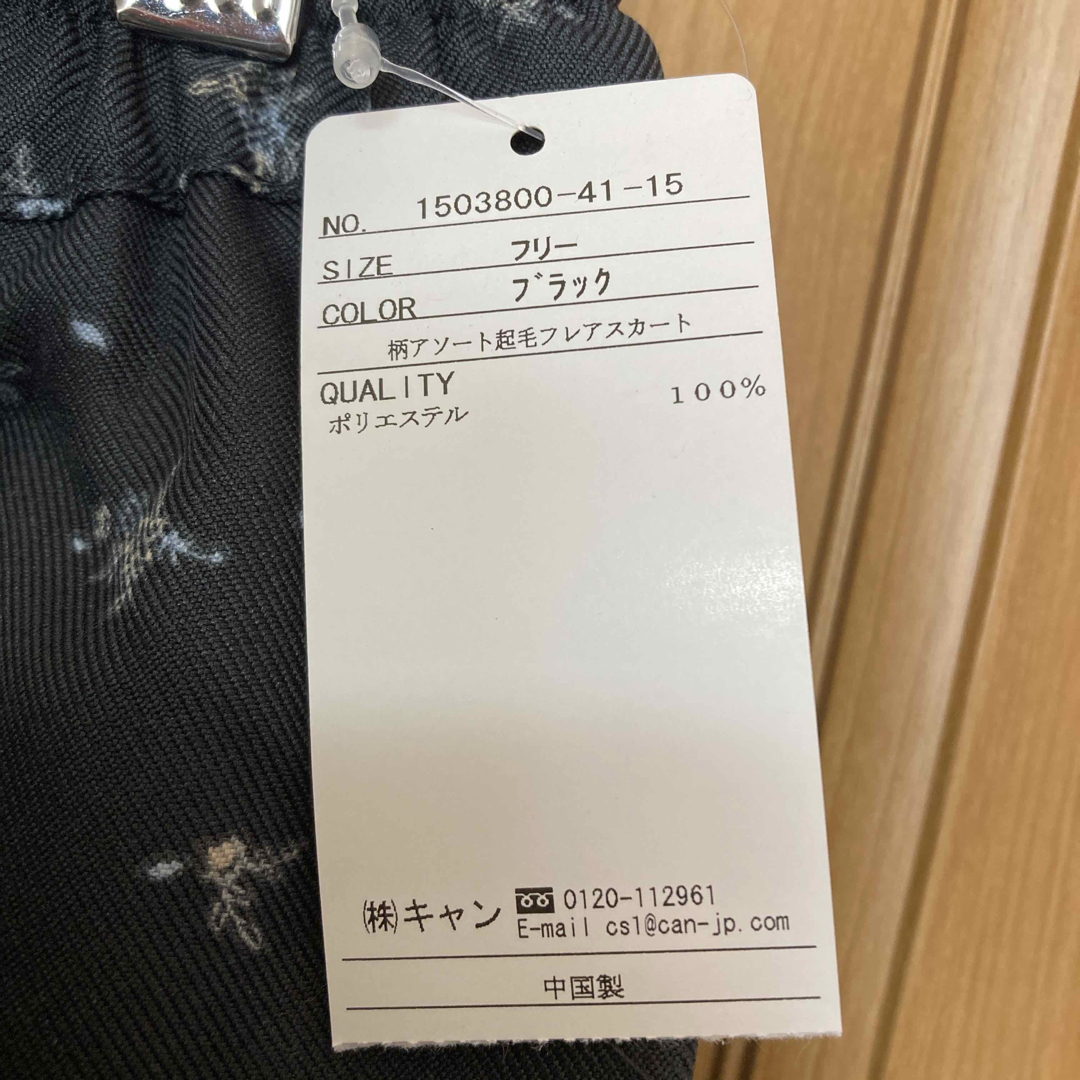 NO. 1503800-41-15
SIZE フリー
COLOR ブラック
柄アソート起毛フレアスカート
QUALITY
ポリエステル 100%
㈱キャン 0120-112961
E-mail cs1@can-jp.com
中国製